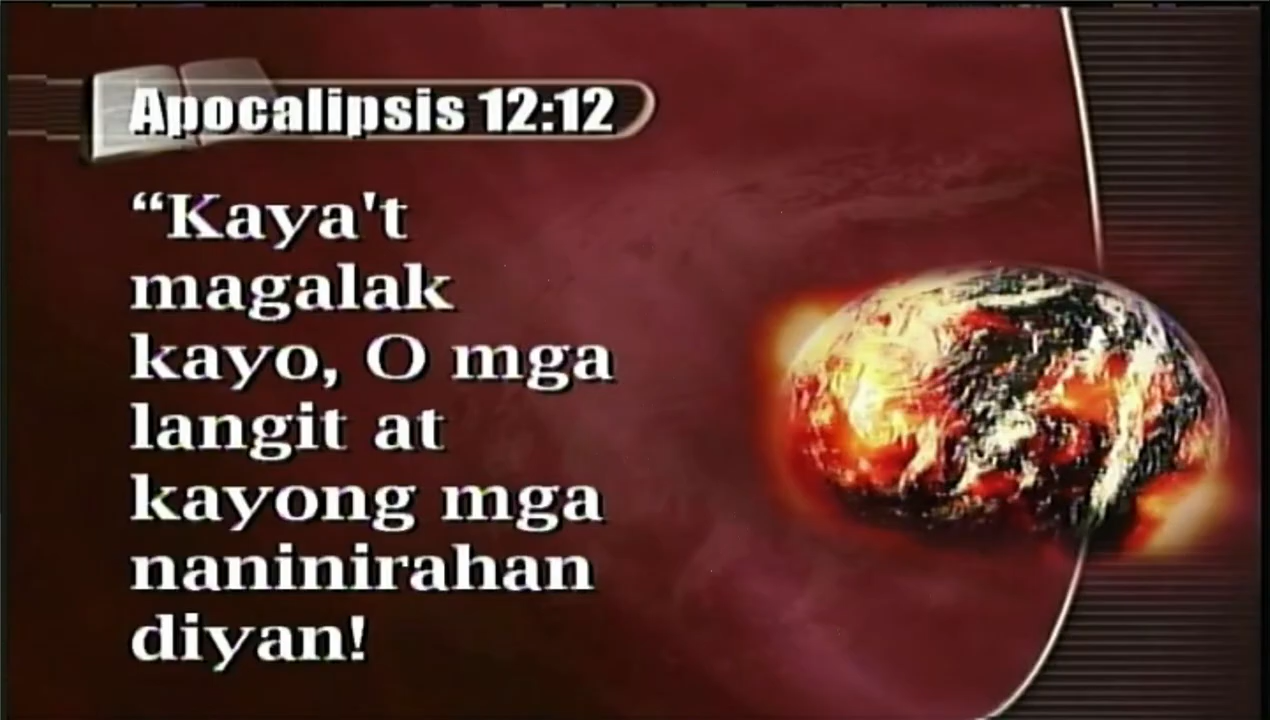 Apocalipsis 12:12
“Kaya't
magalak
kayo, O mga
langit at
kayong mga
naninirahan
diyan!